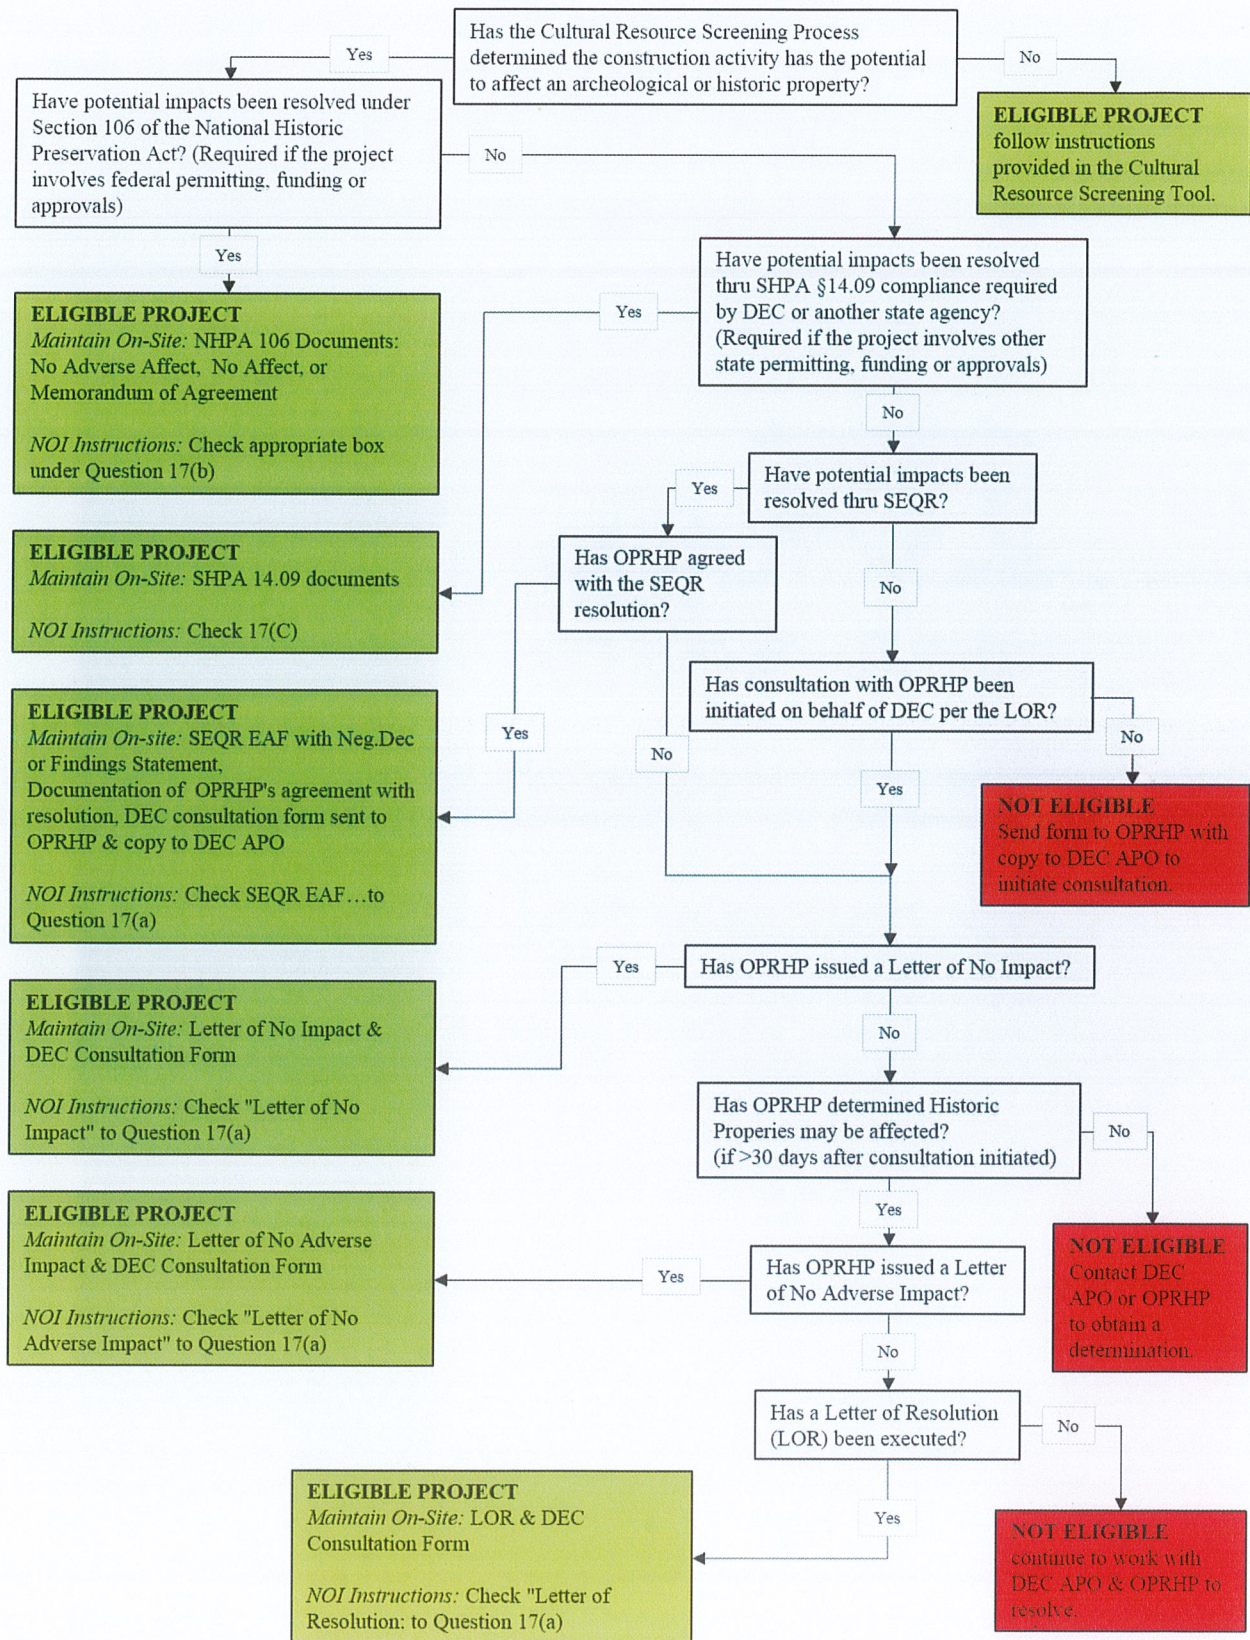 Has the Cultural Resource Screening Process
determined the construction activity has the potential
to affect an archeological or historic property?
Yes
No
Have potential impacts been resolved under
Section 106 of the National Historic
Preservation Act? (Required if the project
involves federal permitting, funding or
approvals)
No
ELIGIBLE PROJECT
follow instructions
provided in the Cultural
Resource Screening Tool.
Yes
Have potential impacts been resolved
thru SHPA §14.09 compliance required
by DEC or another state agency?
(Required if the project involves other
state permitting, funding or approvals)
Yes
No
ELIGIBLE PROJECT
Maintain On-Site: NHPA 106 Documents:
No Adverse Affect, No Affect, or
Memorandum of Agreement
NOI Instructions: Check appropriate box
under Question 17(b)
Have potential impacts been
resolved thru SEQR?
Yes
No
Has OPRHP agreed
with the SEQR
resolution?
ELIGIBLE PROJECT
Maintain On-Site: SHPA 14.09 documents
NOI Instructions: Check 17(C)
Has consultation with OPRHP been
initiated on behalf of DEC per the LOR?
Yes
No
No
Yes
ELIGIBLE PROJECT
Maintain On-site: SEQR EAF with Neg.Dec
or Findings Statement,
Documentation of OPRHP's agreement with
resolution, DEC consultation form sent to
OPRHP & copy to DEC APO
NOI Instructions: Check SEQR EAF…to
Question 17(a)
NOT ELIGIBLE
Send form to OPRHP with
copy to DEC APO to
initiate consultation.
Has OPRHP issued a Letter of No Impact?
Yes
No
ELIGIBLE PROJECT
Maintain On-Site: Letter of No Impact &
DEC Consultation Form
NOI Instructions: Check "Letter of No
Impact" to Question 17(a)
Has OPRHP determined Historic
Properies may be affected?
(if >30 days after consultation initiated)
No
Yes
ELIGIBLE PROJECT
Maintain On-Site: Letter of No Adverse
Impact & DEC Consultation Form
NOI Instructions: Check "Letter of No
Adverse Impact" to Question 17(a)
Yes
Has OPRHP issued a Letter
of No Adverse Impact?
NOT ELIGIBLE
Contact DEC
APO or OPRHP
to obtain a
determination.
No
Has a Letter of Resolution
(LOR) been executed?
No
Yes
ELIGIBLE PROJECT
Maintain On-Site: LOR & DEC
Consultation Form
NOI Instructions: Check "Letter of
Resolution: to Question 17(a)
NOT ELIGIBLE
continue to work with
DEC APO & OPRHP to
resolve.